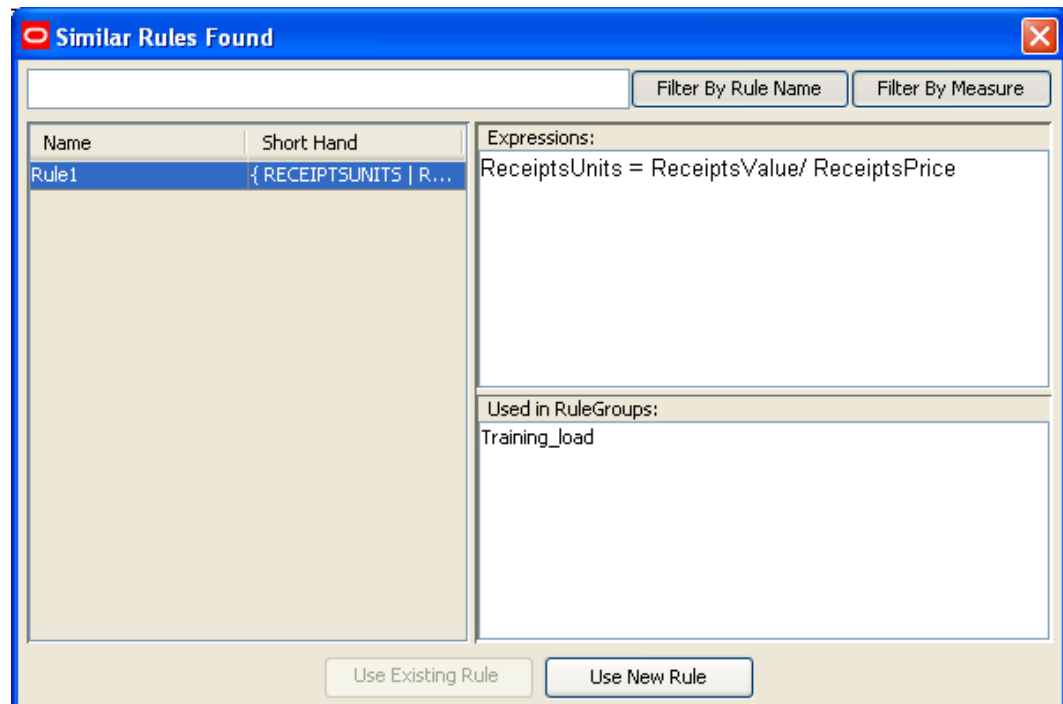 Similar Rules Found
Filter By Rule Name Filter By Measure
Name Short Hand
Rule1 { RECEIPTSUNITS | R...
Expressions:
ReceiptsUnits = ReceiptsValue/ ReceiptsPrice
Used in RuleGroups:
Training_load
Use Existing Rule Use New Rule